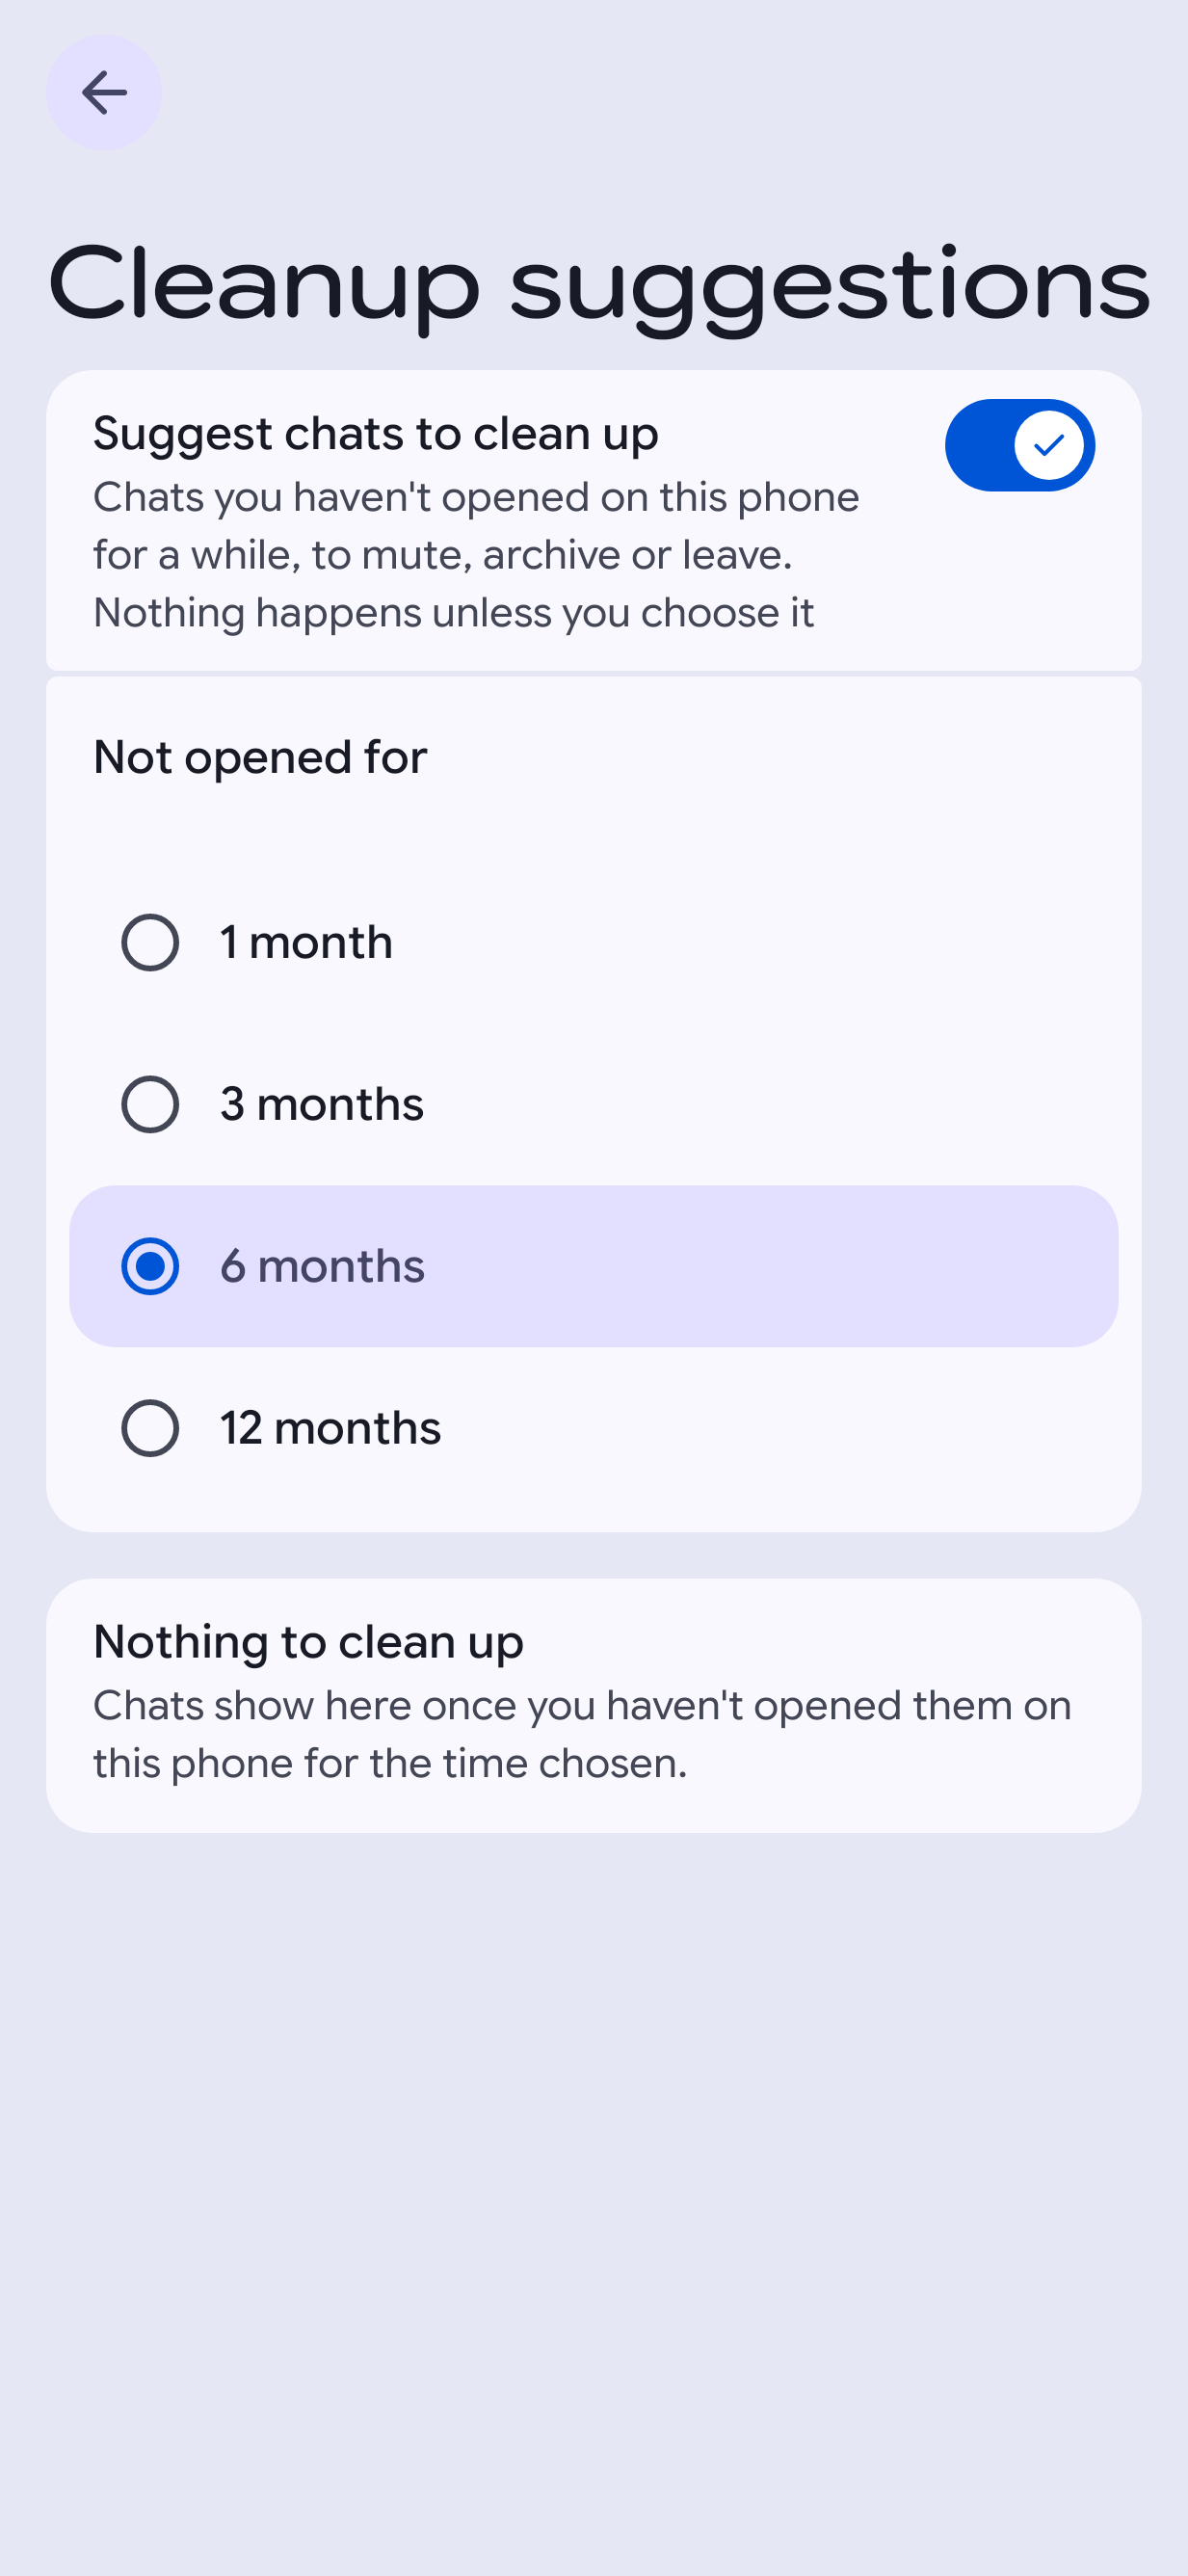 Cleanup suggestions
Suggest chats to clean up
Chats you haven't opened on this phone
for a while, to mute, archive or leave.
Nothing happens unless you choose it
Not opened for
1 month
3 months
6 months
12 months
Nothing to clean up
Chats show here once you haven't opened them on
this phone for the time chosen.